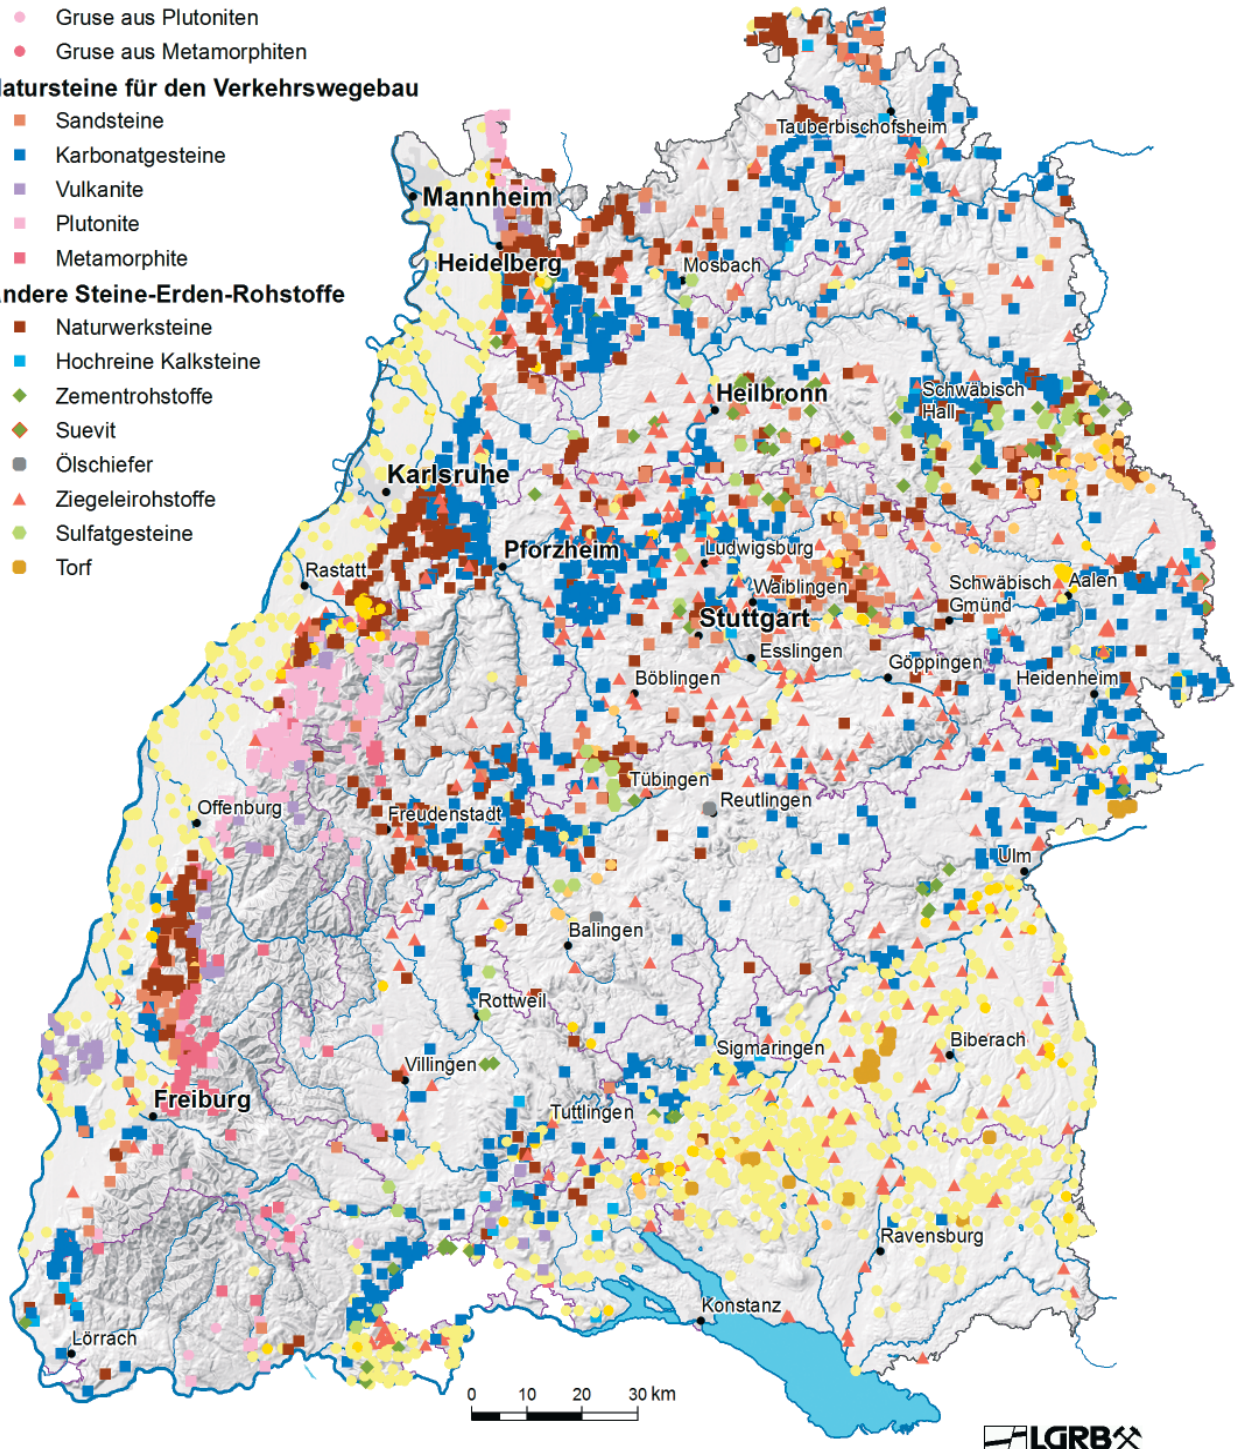 Gruse aus Plutoniten
Gruse aus Metamorphiten
atursteine für den Verkehrswegebau
Sandsteine
Karbonatgesteine
Vulkanite
Plutonite
Metamorphite
ndere Steine-Erden-Rohstoffe
Naturwerksteine
Hochreine Kalksteine
Zementrohstoffe
Suevit
Ölschiefer
Ziegeleirohstoffe
Sulfatgesteine
Torf
Tauberbischofsheim
Mannheim
Heidelberg
Mosbach
Heilbronn
Schwäbisch
Hall
Karlsruhe
Pforzheim
Ludwigsburg
Rastatt
Waiblingen
Schwäbisch
Gmünd
Aalen
Stuttgart
Esslingen
Göppingen
Böblingen
Heidenheim
Tübingen
Reutlingen
Offenburg
Freudenstadt
Ulm
Balingen
Rottweil
Sigmaringen
Biberach
Villingen
Freiburg
Tuttlingen
Ravensburg
Konstanz
Lörrach
0 10 20 30 km
LGRB